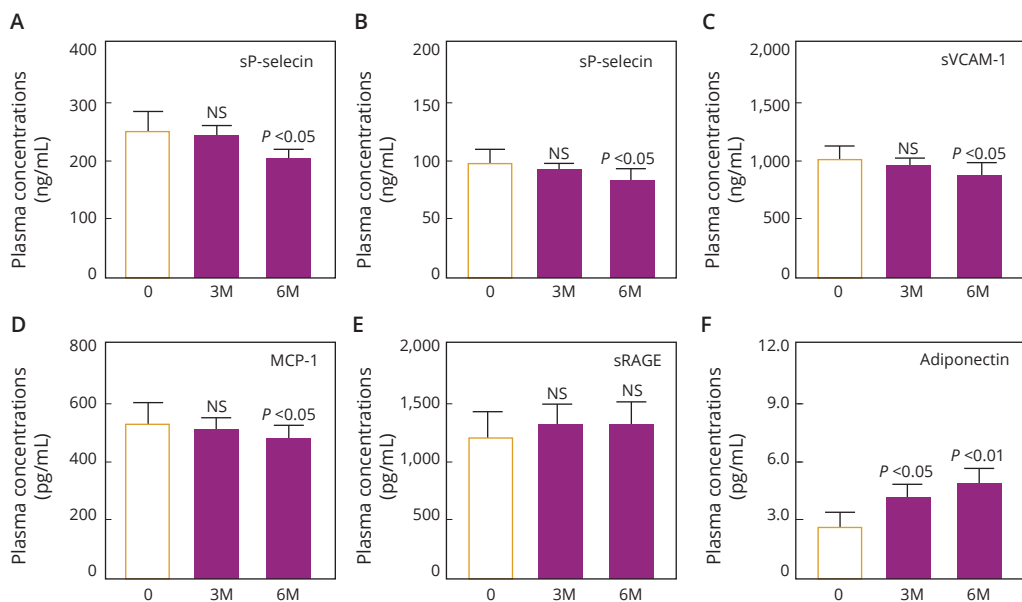 A
Plasma concentrations
(ng/mL)
400
300
200
100
0
sP-selecin
NS
P <0.05
0 3M 6M
B
Plasma concentrations
(ng/mL)
200
150
100
50
0
sP-selecin
NS
P <0.05
0 3M 6M
C
Plasma concentrations
(ng/mL)
2,000
1,500
1,000
500
0
sVCAM-1
NS
P <0.05
0 3M 6M
D
Plasma concentrations
(pg/mL)
800
600
400
200
0
MCP-1
NS
P <0.05
0 3M 6M
E
Plasma concentrations
(pg/mL)
2,000
1,500
1,000
500
0
sRAGE
NS
NS
0 3M 6M
F
Plasma concentrations
(pg/mL)
12.0
9.0
6.0
3.0
0
Adiponectin
P <0.05
P <0.01
0 3M 6M